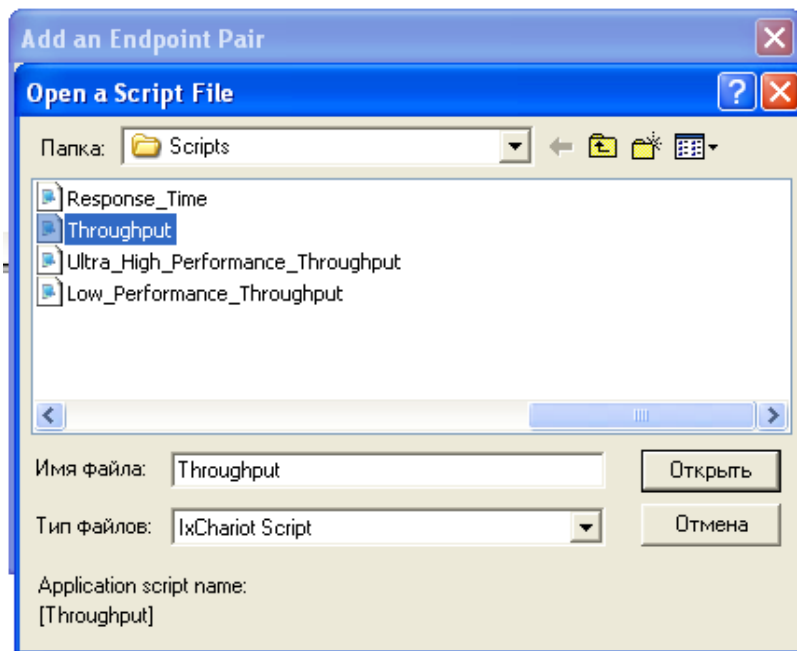 Add an Endpoint Pair
Open a Script File
Папка: Scripts
Response_Time
Throughput
Ultra_High_Performance_Throughput
Low_Performance_Throughput
Имя файла: Throughput Открыть
Тип файлов: IxChariot Script Отмена
Application script name:
[Throughput]